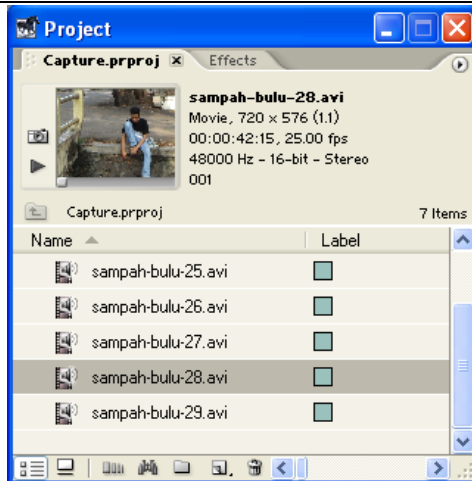 Project
Capture.prproj Effects
sampah-bulu-28.avi
Movie, 720 x 576 (1.1)
00:00:42:15, 25.00 fps
48000 Hz - 16-bit - Stereo
001
Capture.prproj 7 Items
Name Label
sampah-bulu-25.avi
sampah-bulu-26.avi
sampah-bulu-27.avi
sampah-bulu-28.avi
sampah-bulu-29.avi